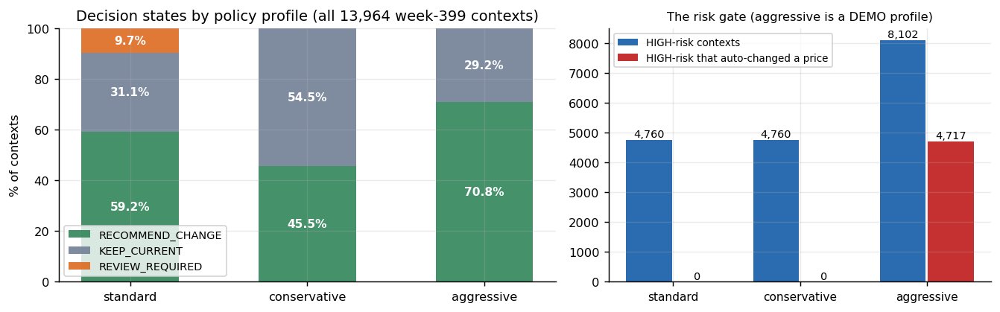 Decision states by policy profile (all 13,964 week-399 contexts)
% of contexts
100
80
60
40
20
0
9.7%
31.1%
59.2%
54.5%
45.5%
29.2%
70.8%
RECOMMEND_CHANGE
KEEP_CURRENT
REVIEW_REQUIRED
standard
conservative
aggressive
The risk gate (aggressive is a DEMO profile)
8000
7000
6000
5000
4000
3000
2000
1000
0
HIGH-risk contexts
HIGH-risk that auto-changed a price
4,760
0
4,760
0
8,102
4,717
standard
conservative
aggressive